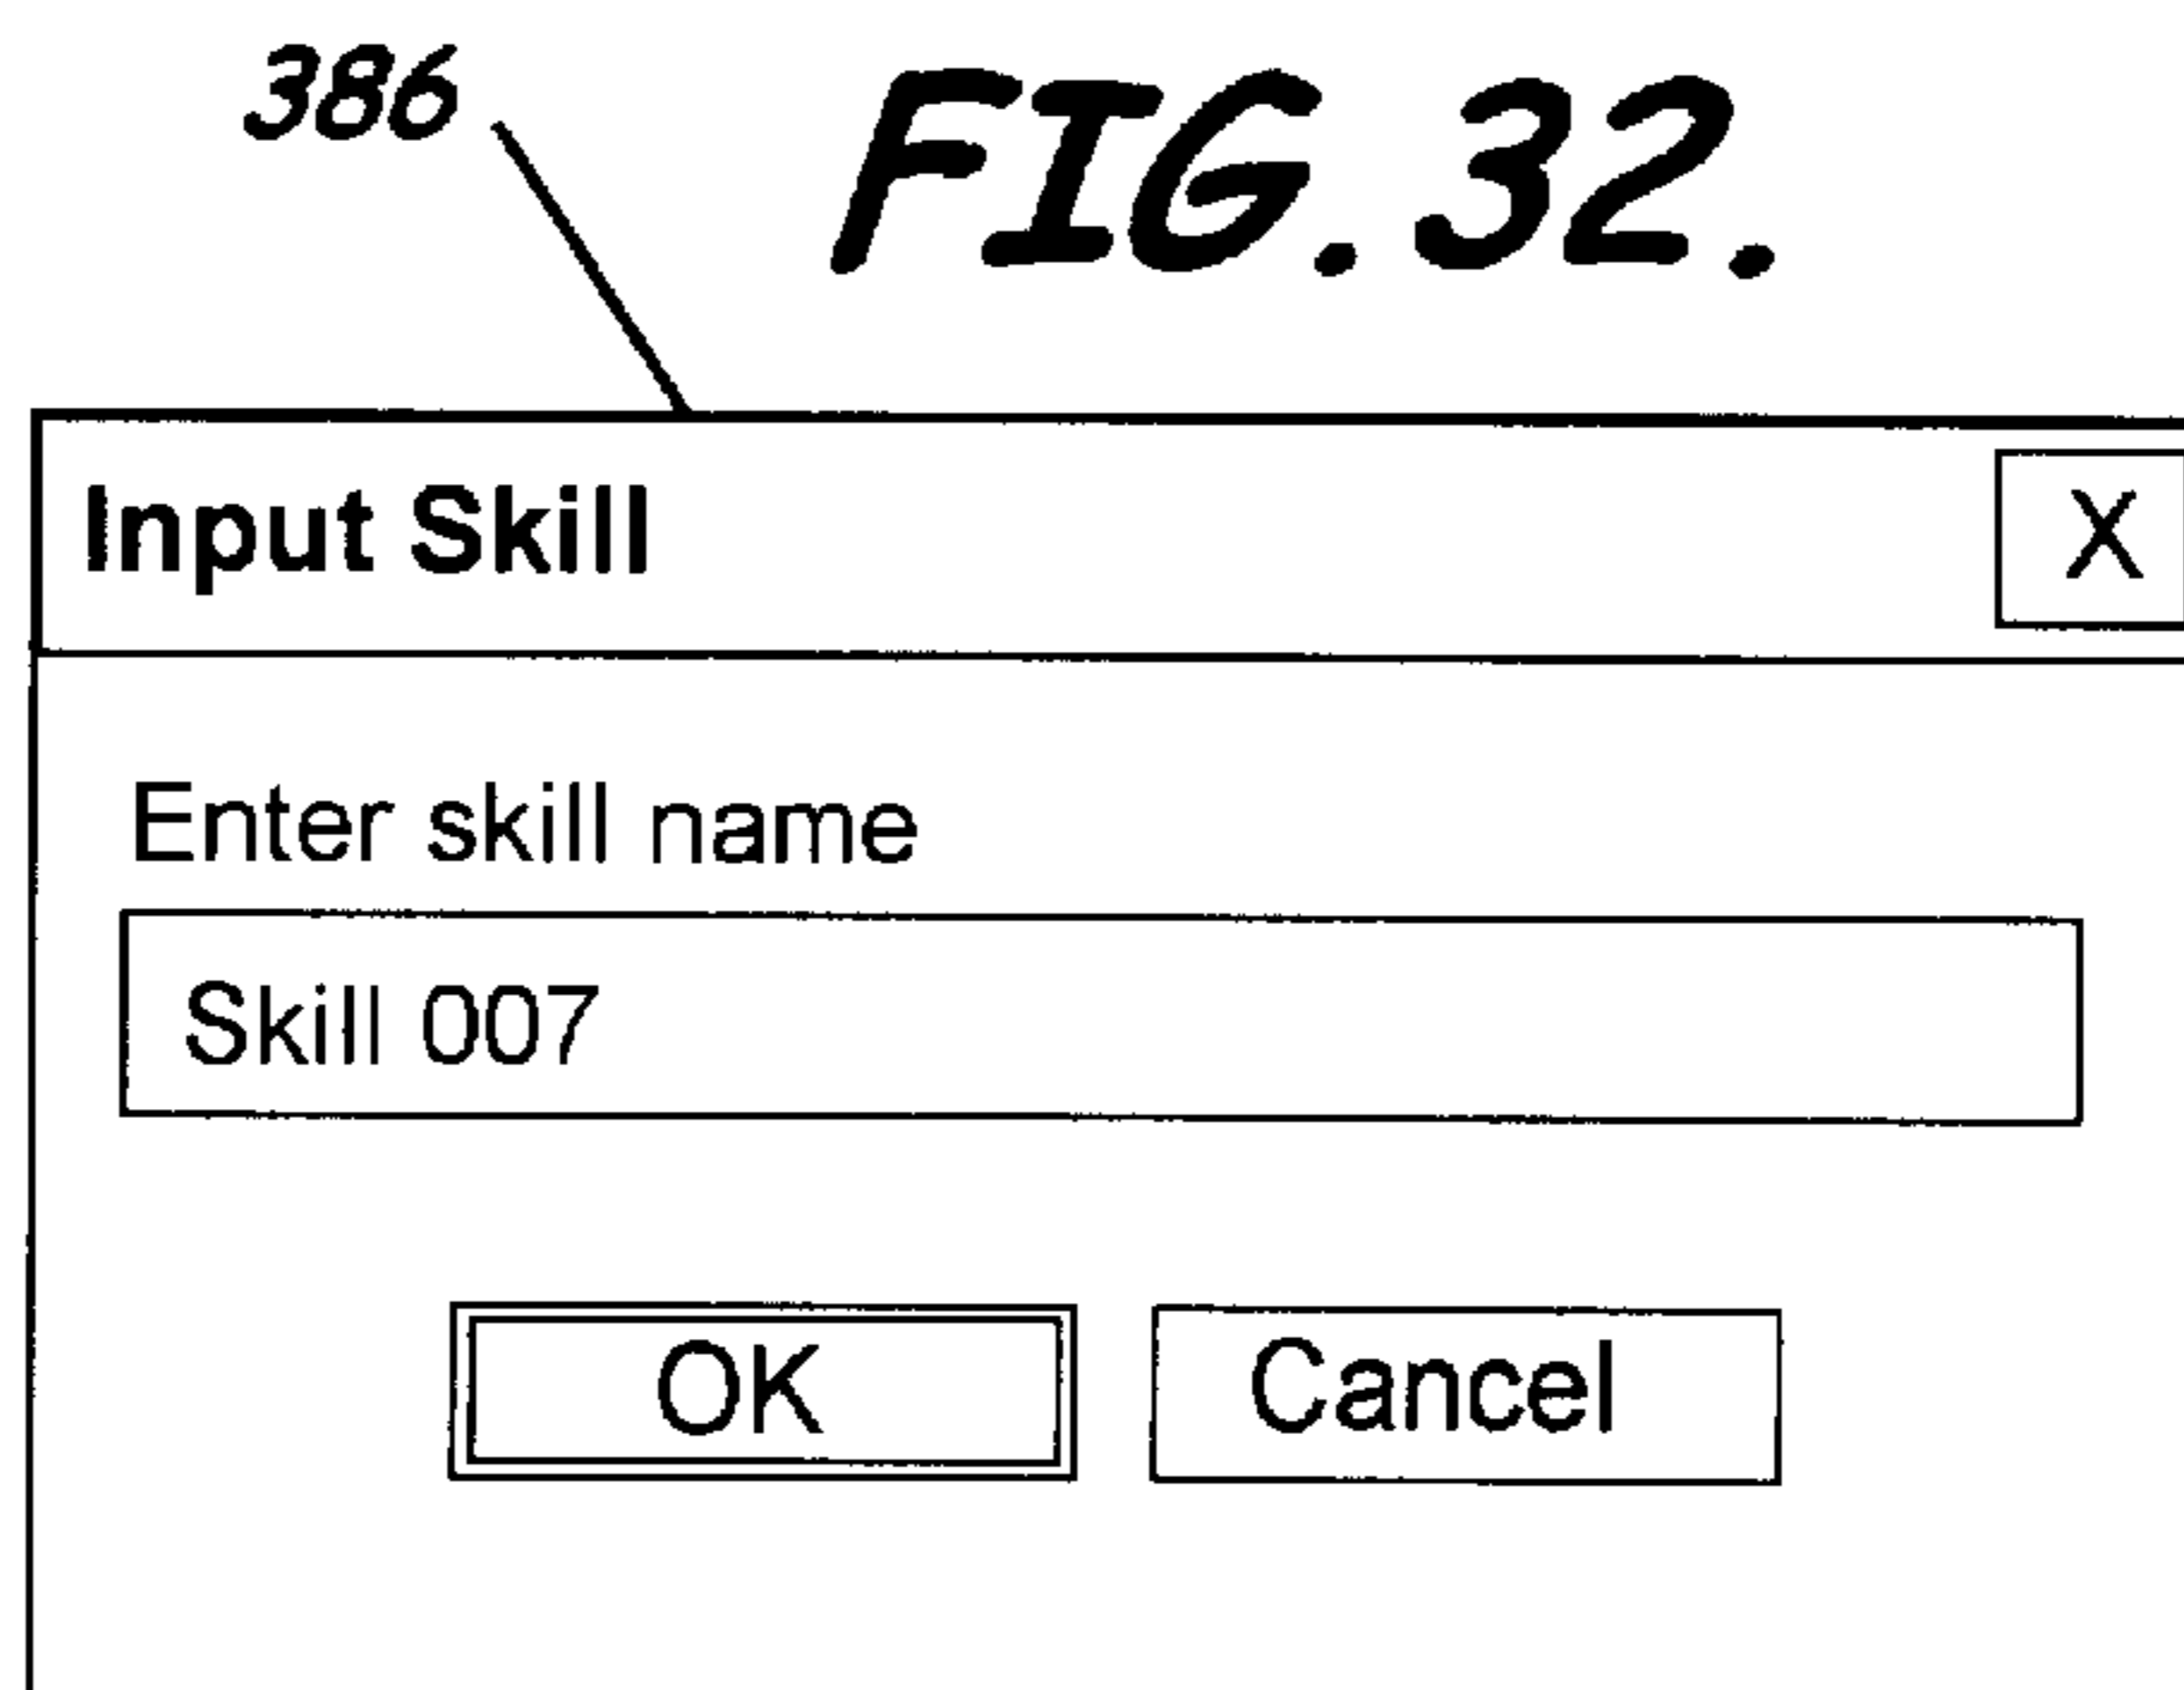 386
FIG. 32.
Input Skill X
Enter skill name
Skill 007
OK Cancel